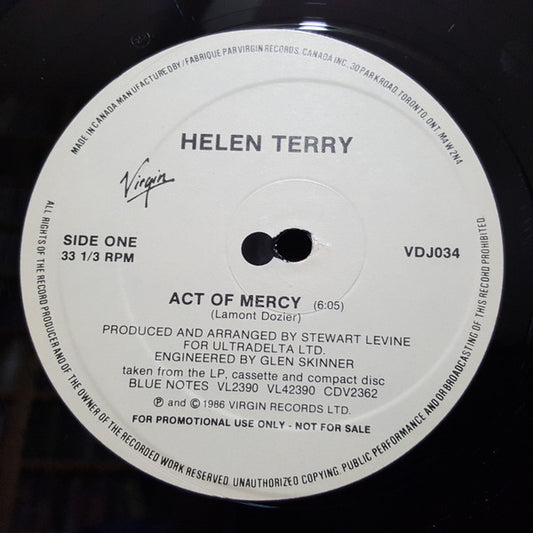 MADE IN CANADA MANUFACTURED BY / FABRIQUE PAR VIRGIN RECORDS, CANADA INC. 30 PARK ROAD, TORONTO, ONT. M4W 2N4
HELEN TERRY
Virgin
SIDE ONE
33 1/3 RPM
VDJ034
ACT OF MERCY (6:05)
(Lamont Dozier)
PRODUCED AND ARRANGED BY STEWART LEVINE
FOR ULTRADELTA LTD.
ENGINEERED BY GLEN SKINNER
taken from the LP, cassette and compact disc
BLUE NOTES VL2390 VL42390 CDV2362
Ⓟ and © 1986 VIRGIN RECORDS LTD.
FOR PROMOTIONAL USE ONLY - NOT FOR SALE
ALL RIGHTS OF THE RECORD PRODUCER AND OF THE OWNER OF THE RECORDED WORK RESERVED. UNAUTHORIZED COPYING, PUBLIC PERFORMANCE AND/OR BROADCASTING OF THIS RECORD PROHIBITED.